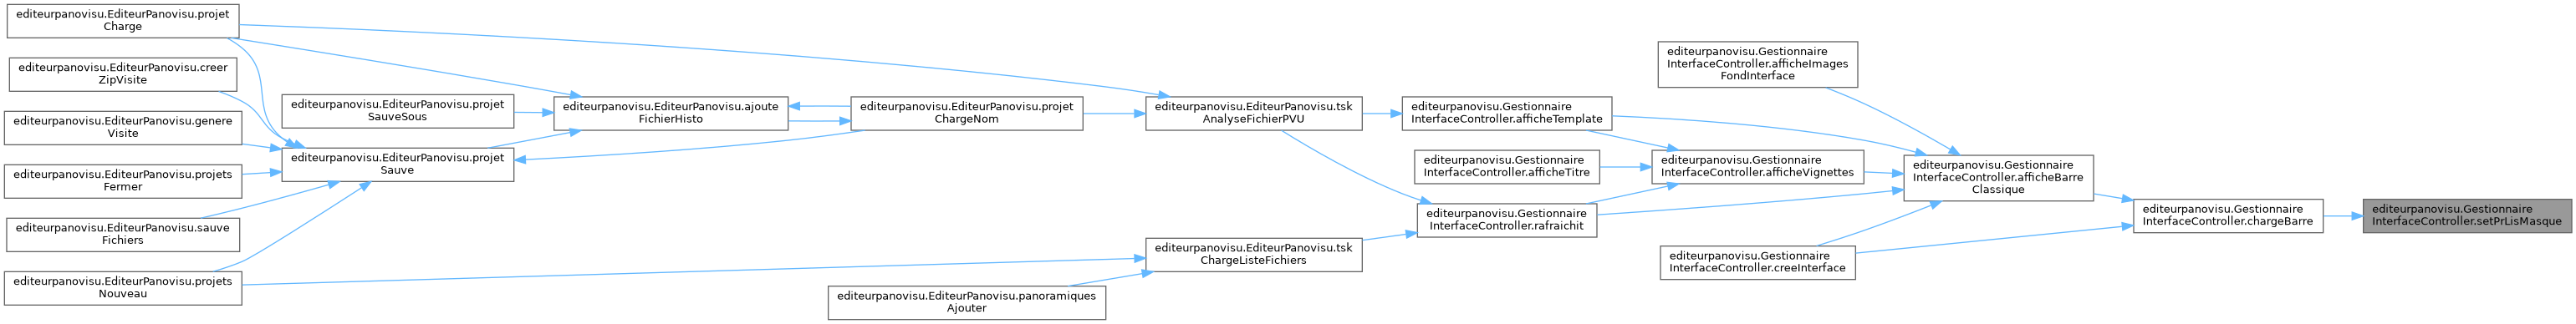 editeurpanovisu.EditeurPanovisu.projet
Charge
editeurpanovisu.EditeurPanovisu.creer
ZipVisite
editeurpanovisu.EditeurPanovisu.genere
Visite
editeurpanovisu.EditeurPanovisu.projets
Fermer
editeurpanovisu.EditeurPanovisu.sauve
Fichiers
editeurpanovisu.EditeurPanovisu.projets
Nouveau
editeurpanovisu.EditeurPanovisu.projet
SauveSous
editeurpanovisu.EditeurPanovisu.projet
Sauve
editeurpanovisu.EditeurPanovisu.ajoute
FichierHisto
editeurpanovisu.EditeurPanovisu.projet
ChargeNom
editeurpanovisu.EditeurPanovisu.panoramiques
Ajouter
editeurpanovisu.EditeurPanovisu.tsk
AnalyseFichierPVU
editeurpanovisu.EditeurPanovisu.tsk
ChargeListeFichiers
editeurpanovisu.Gestionnaire
InterfaceController.afficheTemplate
editeurpanovisu.Gestionnaire
InterfaceController.afficheTitre
editeurpanovisu.Gestionnaire
InterfaceController.rafraichit
editeurpanovisu.Gestionnaire
InterfaceController.afficheImages
FondInterface
editeurpanovisu.Gestionnaire
InterfaceController.afficheVignettes
editeurpanovisu.Gestionnaire
InterfaceController.creeInterface
editeurpanovisu.Gestionnaire
InterfaceController.afficheBarre
Classique
editeurpanovisu.Gestionnaire
InterfaceController.chargeBarre
editeurpanovisu.Gestionnaire
InterfaceController.setPrLisMasque